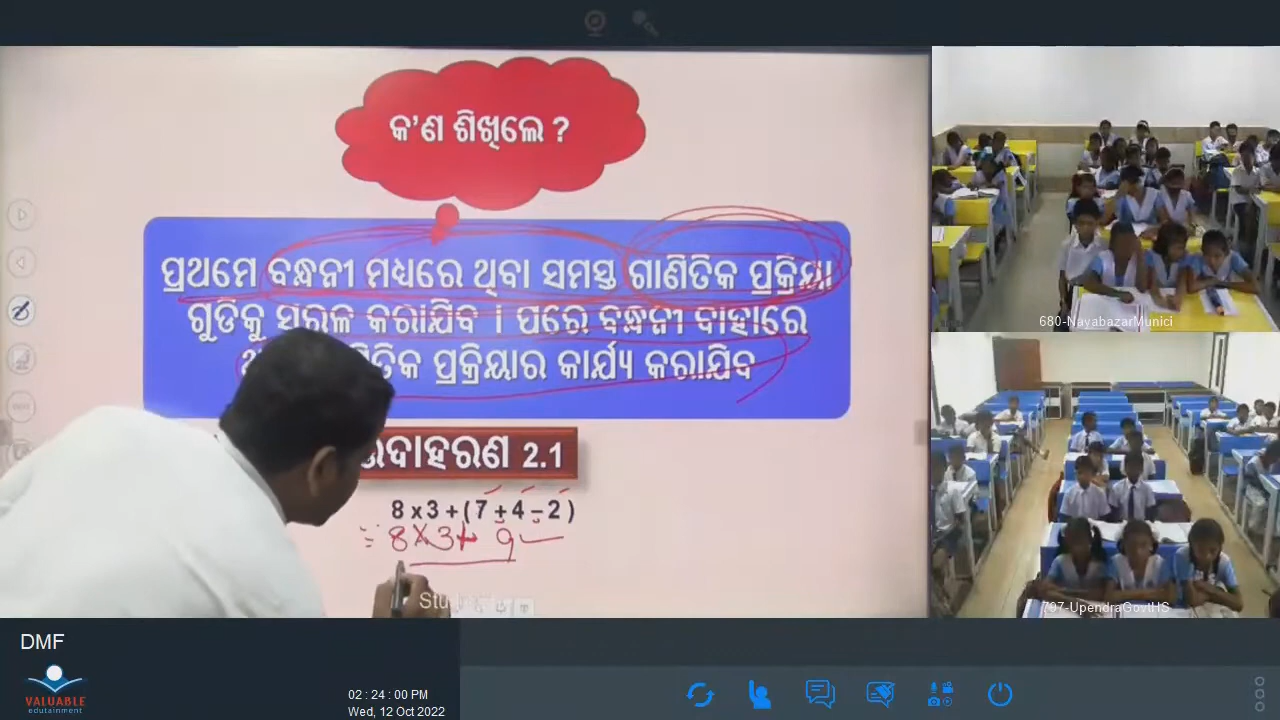 କ'ଣ ଶିଖିଲେ ?
ପ୍ରଥମେ ବନ୍ଧନୀ ମଧ୍ୟରେ ଥିବା ସମସ୍ତ ଗାଣିତିକ ପ୍ରକ୍ରିୟା
ଗୁଡିକୁ ସରଳ କରାଯିବ । ପରେ ବନ୍ଧନୀ ବାହାରେ
ପ୍ରକ୍ରିୟାର କାର୍ଯ୍ୟ କରାଯିବ
ଉଦାହରଣ 2.1
8 x 3 + ( 7 + 4 – 2 )
8 × 3 + 9
680-NayabazarMunici
797-UpendraGovtHS
DMF
VALUABLE
edutainment
02 : 24 : 00 PM
Wed, 12 Oct 2022